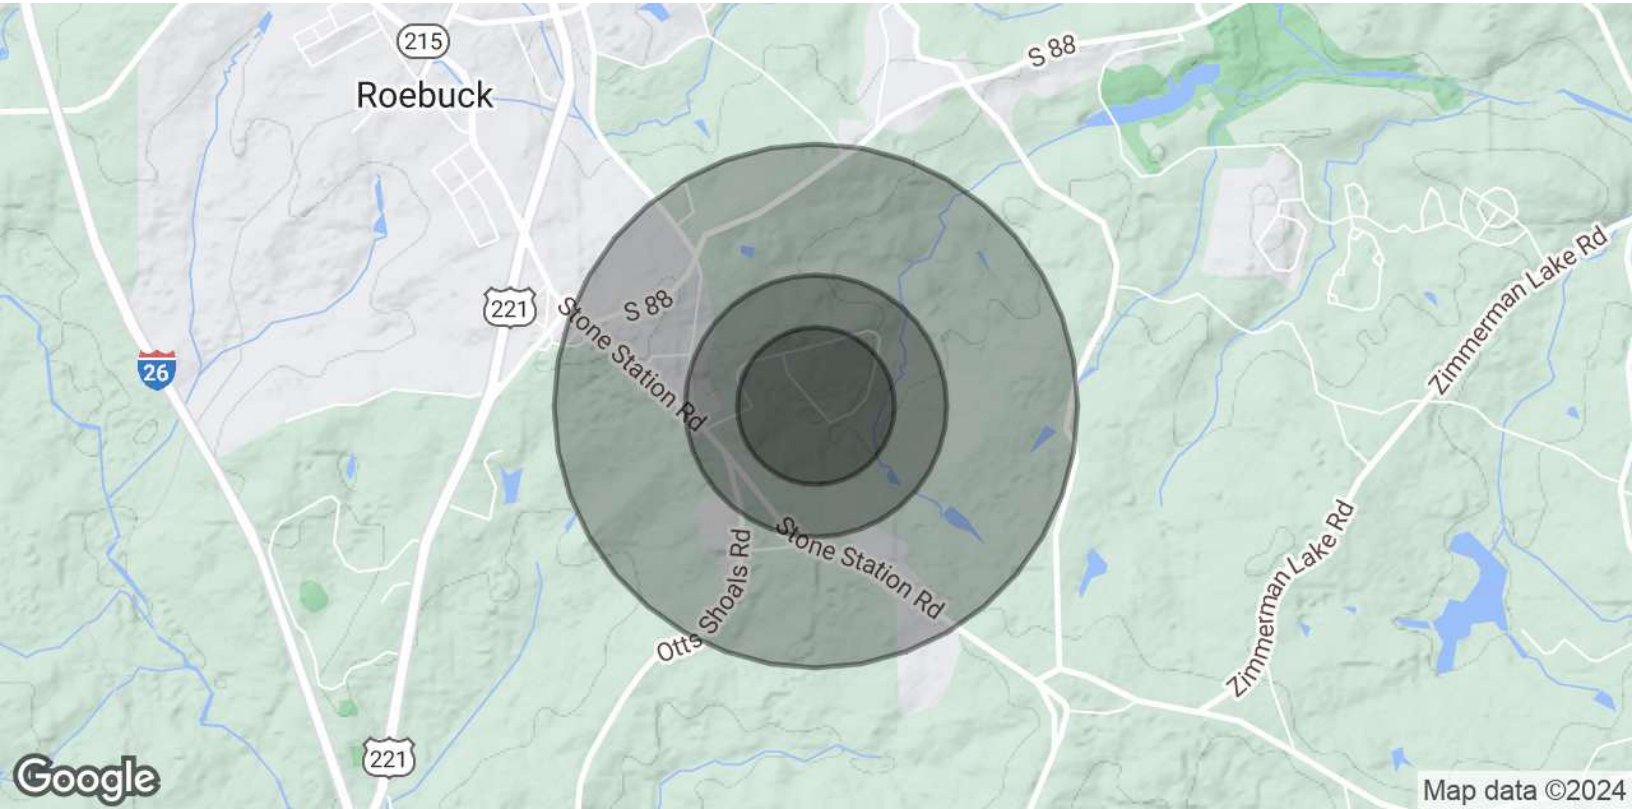 215
Roebuck
S 88
221
S 88
Stone Station Rd
26
Zimmerman Lake Rd
Stone Station Rd
Otts Shoals Rd
Zimmerman Lake Rd
221
Google
Map data ©2024